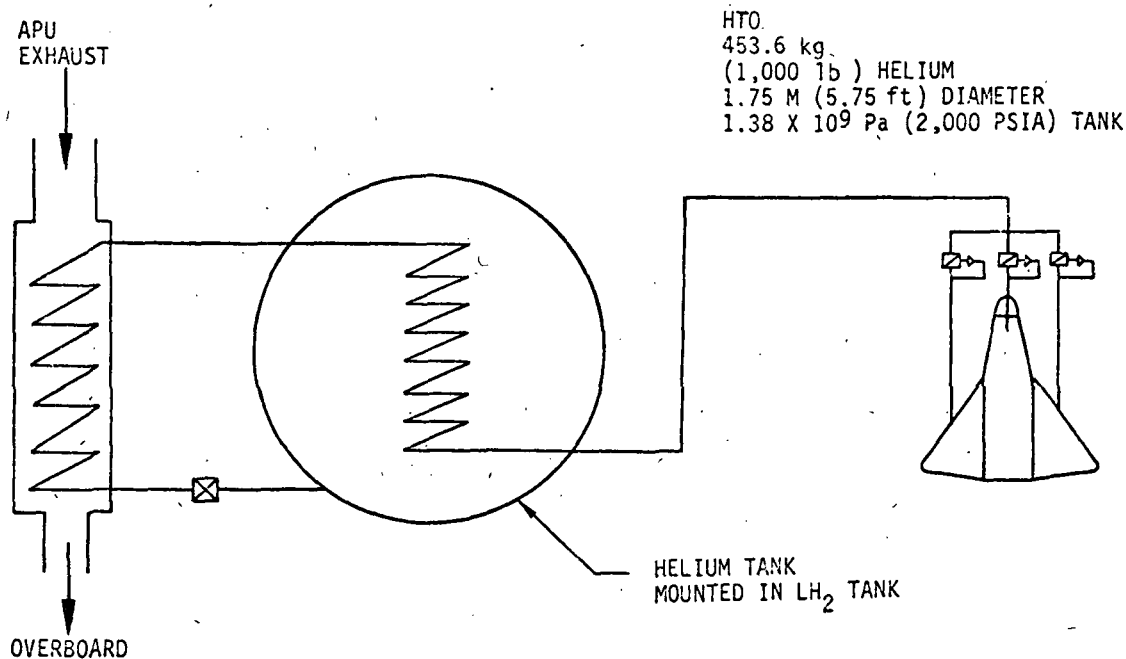 APU
EXHAUST
HTO
453.6 kg
(1,000 lb ) HELIUM
1.75 M (5.75 ft) DIAMETER
1.38 X 10⁹ Pa (2,000 PSIA) TANK
HELIUM TANK
MOUNTED IN LH₂ TANK
OVERBOARD